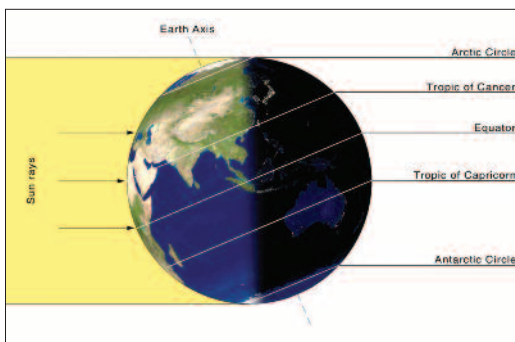 Earth Axis
Arctic Circle
Tropic of Cancer
Equator
Tropic of Capricorn
Antarctic Circle
Sun rays